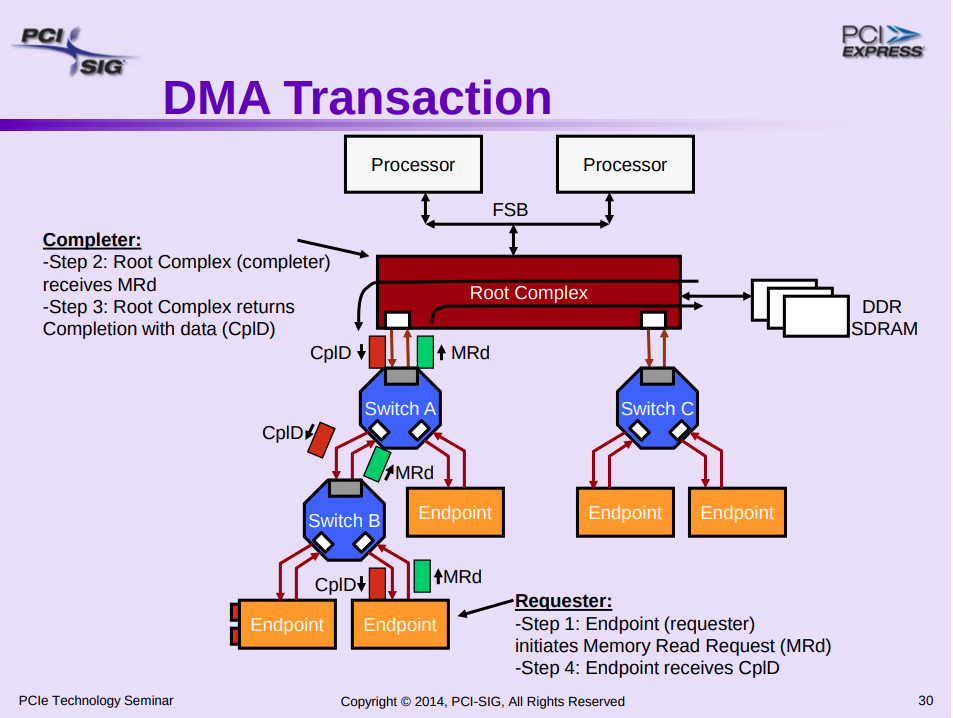 PCI
SIG
PCI
EXPRESS
DMA Transaction
Processor
Processor
FSB
Completer:
-Step 2: Root Complex (completer)
receives MRd
-Step 3: Root Complex returns
Completion with data (CplD)
Root Complex
DDR
SDRAM
CplD
MRd
Switch A
Switch C
CplD
MRd
Switch B
Endpoint
Endpoint
Endpoint
CplD
MRd
Endpoint
Endpoint
Requester:
-Step 1: Endpoint (requester)
initiates Memory Read Request (MRd)
-Step 4: Endpoint receives CplD
PCIe Technology Seminar
Copyright © 2014, PCI-SIG, All Rights Reserved
30